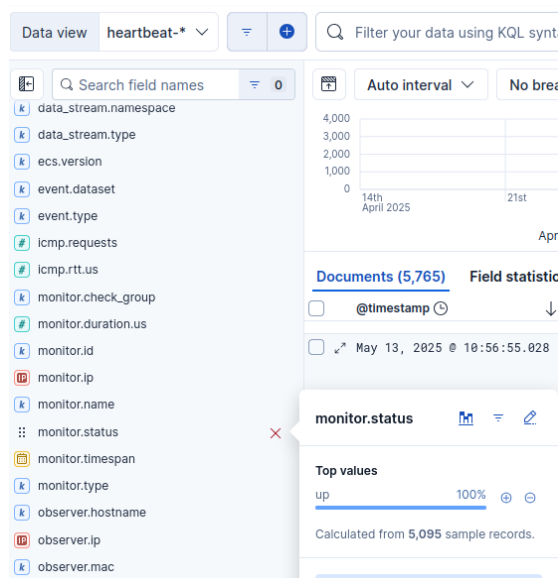 Data view heartbeat-* Filter your data using KQL synta
Search field names 0 Auto interval No brea
data_stream.namespace
data_stream.type
ecs.version
event.dataset
event.type
icmp.requests
icmp.rtt.us
monitor.check_group
monitor.duration.us
monitor.id
monitor.ip
monitor.name
monitor.status
monitor.timespan
monitor.type
observer.hostname
observer.ip
observer.mac
4,000
3,000
2,000
1,000
0
14th 21st
April 2025
Apr
Documents (5,765) Field statistic
@timestamp
May 13, 2025 @ 10:56:55.028
monitor.status
Top values
up 100%
Calculated from 5,095 sample records.